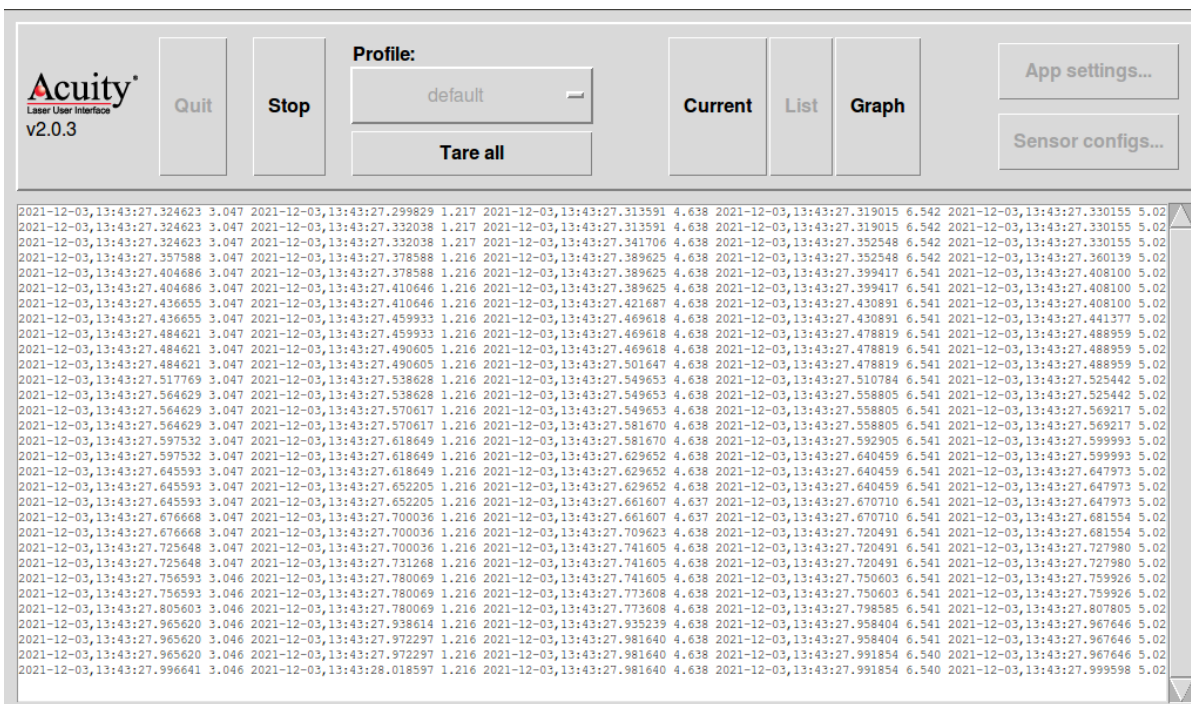 Acuity
Laser User Interface
v2.0.3
Quit
Stop
Profile:
default
Tare all
Current
List
Graph
App settings...
Sensor configs...
2021-12-03,13:43:27.324623 3.047 2021-12-03,13:43:27.299829 1.217 2021-12-03,13:43:27.313591 4.638 2021-12-03,13:43:27.319015 6.542 2021-12-03,13:43:27.330155 5.02
2021-12-03,13:43:27.324623 3.047 2021-12-03,13:43:27.332038 1.217 2021-12-03,13:43:27.313591 4.638 2021-12-03,13:43:27.319015 6.542 2021-12-03,13:43:27.330155 5.02
2021-12-03,13:43:27.324623 3.047 2021-12-03,13:43:27.332038 1.217 2021-12-03,13:43:27.341706 4.638 2021-12-03,13:43:27.352548 6.542 2021-12-03,13:43:27.330155 5.02
2021-12-03,13:43:27.357588 3.047 2021-12-03,13:43:27.378588 1.216 2021-12-03,13:43:27.389625 4.638 2021-12-03,13:43:27.352548 6.542 2021-12-03,13:43:27.360139 5.02
2021-12-03,13:43:27.404686 3.047 2021-12-03,13:43:27.378588 1.216 2021-12-03,13:43:27.389625 4.638 2021-12-03,13:43:27.399417 6.541 2021-12-03,13:43:27.408100 5.02
2021-12-03,13:43:27.404686 3.047 2021-12-03,13:43:27.410646 1.216 2021-12-03,13:43:27.389625 4.638 2021-12-03,13:43:27.399417 6.541 2021-12-03,13:43:27.408100 5.02
2021-12-03,13:43:27.436655 3.047 2021-12-03,13:43:27.410646 1.216 2021-12-03,13:43:27.421687 4.638 2021-12-03,13:43:27.430891 6.541 2021-12-03,13:43:27.408100 5.02
2021-12-03,13:43:27.436655 3.047 2021-12-03,13:43:27.459933 1.216 2021-12-03,13:43:27.469618 4.638 2021-12-03,13:43:27.430891 6.541 2021-12-03,13:43:27.441377 5.02
2021-12-03,13:43:27.484621 3.047 2021-12-03,13:43:27.459933 1.216 2021-12-03,13:43:27.469618 4.638 2021-12-03,13:43:27.478819 6.541 2021-12-03,13:43:27.488959 5.02
2021-12-03,13:43:27.484621 3.047 2021-12-03,13:43:27.490605 1.216 2021-12-03,13:43:27.469618 4.638 2021-12-03,13:43:27.478819 6.541 2021-12-03,13:43:27.488959 5.02
2021-12-03,13:43:27.484621 3.047 2021-12-03,13:43:27.490605 1.216 2021-12-03,13:43:27.501647 4.638 2021-12-03,13:43:27.478819 6.541 2021-12-03,13:43:27.488959 5.02
2021-12-03,13:43:27.517769 3.047 2021-12-03,13:43:27.538628 1.216 2021-12-03,13:43:27.549653 4.638 2021-12-03,13:43:27.510784 6.541 2021-12-03,13:43:27.525442 5.02
2021-12-03,13:43:27.564629 3.047 2021-12-03,13:43:27.538628 1.216 2021-12-03,13:43:27.549653 4.638 2021-12-03,13:43:27.558805 6.541 2021-12-03,13:43:27.525442 5.02
2021-12-03,13:43:27.564629 3.047 2021-12-03,13:43:27.570617 1.216 2021-12-03,13:43:27.549653 4.638 2021-12-03,13:43:27.558805 6.541 2021-12-03,13:43:27.569217 5.02
2021-12-03,13:43:27.564629 3.047 2021-12-03,13:43:27.570617 1.216 2021-12-03,13:43:27.581670 4.638 2021-12-03,13:43:27.558805 6.541 2021-12-03,13:43:27.569217 5.02
2021-12-03,13:43:27.597532 3.047 2021-12-03,13:43:27.618649 1.216 2021-12-03,13:43:27.581670 4.638 2021-12-03,13:43:27.592905 6.541 2021-12-03,13:43:27.599993 5.02
2021-12-03,13:43:27.597532 3.047 2021-12-03,13:43:27.618649 1.216 2021-12-03,13:43:27.629652 4.638 2021-12-03,13:43:27.640459 6.541 2021-12-03,13:43:27.599993 5.02
2021-12-03,13:43:27.645593 3.047 2021-12-03,13:43:27.618649 1.216 2021-12-03,13:43:27.629652 4.638 2021-12-03,13:43:27.640459 6.541 2021-12-03,13:43:27.647973 5.02
2021-12-03,13:43:27.645593 3.047 2021-12-03,13:43:27.652205 1.216 2021-12-03,13:43:27.629652 4.638 2021-12-03,13:43:27.640459 6.541 2021-12-03,13:43:27.647973 5.02
2021-12-03,13:43:27.645593 3.047 2021-12-03,13:43:27.652205 1.216 2021-12-03,13:43:27.661607 4.637 2021-12-03,13:43:27.670710 6.541 2021-12-03,13:43:27.647973 5.02
2021-12-03,13:43:27.676668 3.047 2021-12-03,13:43:27.700036 1.216 2021-12-03,13:43:27.661607 4.637 2021-12-03,13:43:27.670710 6.541 2021-12-03,13:43:27.681554 5.02
2021-12-03,13:43:27.676668 3.047 2021-12-03,13:43:27.700036 1.216 2021-12-03,13:43:27.709623 4.638 2021-12-03,13:43:27.720491 6.541 2021-12-03,13:43:27.681554 5.02
2021-12-03,13:43:27.725648 3.047 2021-12-03,13:43:27.700036 1.216 2021-12-03,13:43:27.741605 4.638 2021-12-03,13:43:27.720491 6.541 2021-12-03,13:43:27.727980 5.02
2021-12-03,13:43:27.725648 3.047 2021-12-03,13:43:27.731268 1.216 2021-12-03,13:43:27.741605 4.638 2021-12-03,13:43:27.720491 6.541 2021-12-03,13:43:27.727980 5.02
2021-12-03,13:43:27.756593 3.046 2021-12-03,13:43:27.780069 1.216 2021-12-03,13:43:27.741605 4.638 2021-12-03,13:43:27.750603 6.541 2021-12-03,13:43:27.759926 5.02
2021-12-03,13:43:27.756593 3.046 2021-12-03,13:43:27.780069 1.216 2021-12-03,13:43:27.773608 4.638 2021-12-03,13:43:27.750603 6.541 2021-12-03,13:43:27.759926 5.02
2021-12-03,13:43:27.805603 3.046 2021-12-03,13:43:27.780069 1.216 2021-12-03,13:43:27.773608 4.638 2021-12-03,13:43:27.798585 6.541 2021-12-03,13:43:27.807805 5.02
2021-12-03,13:43:27.965620 3.046 2021-12-03,13:43:27.938614 1.216 2021-12-03,13:43:27.935239 4.638 2021-12-03,13:43:27.958404 6.541 2021-12-03,13:43:27.967646 5.02
2021-12-03,13:43:27.965620 3.046 2021-12-03,13:43:27.972297 1.216 2021-12-03,13:43:27.981640 4.638 2021-12-03,13:43:27.958404 6.541 2021-12-03,13:43:27.967646 5.02
2021-12-03,13:43:27.965620 3.046 2021-12-03,13:43:27.972297 1.216 2021-12-03,13:43:27.981640 4.638 2021-12-03,13:43:27.991854 6.540 2021-12-03,13:43:27.967646 5.02
2021-12-03,13:43:27.996641 3.046 2021-12-03,13:43:28.018597 1.216 2021-12-03,13:43:27.981640 4.638 2021-12-03,13:43:27.991854 6.540 2021-12-03,13:43:27.999598 5.02